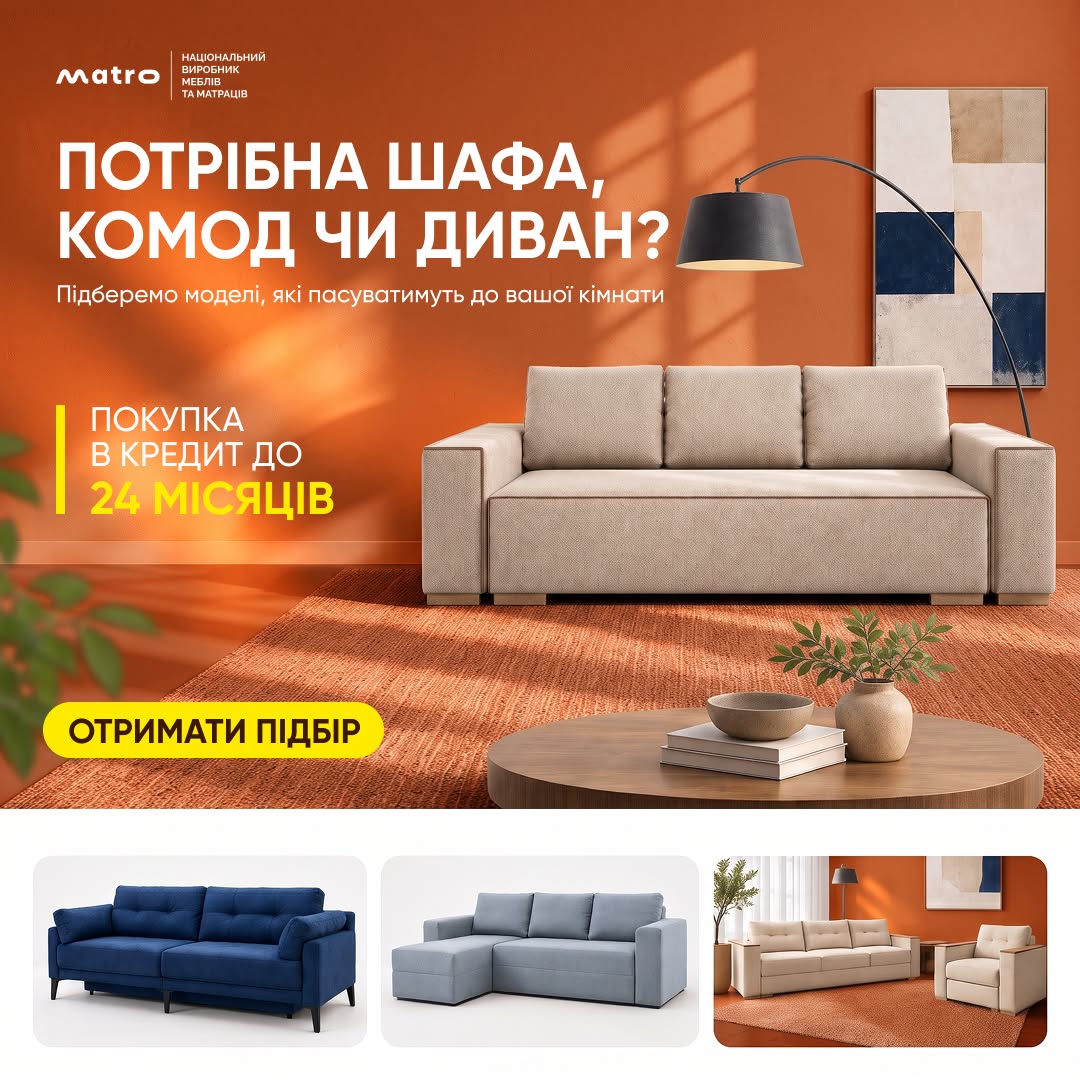 matro
НАЦІОНАЛЬНИЙ
ВИРОБНИК
МЕБЛІВ
ТА МАТРАЦІВ
ПОТРІБНА ШАФА,
КОМОД ЧИ ДИВАН?
Підберемо моделі, які пасуватимуть до вашої кімнати
ПОКУПКА
В КРЕДИТ ДО
24 МІСЯЦІВ
ОТРИМАТИ ПІДБІР